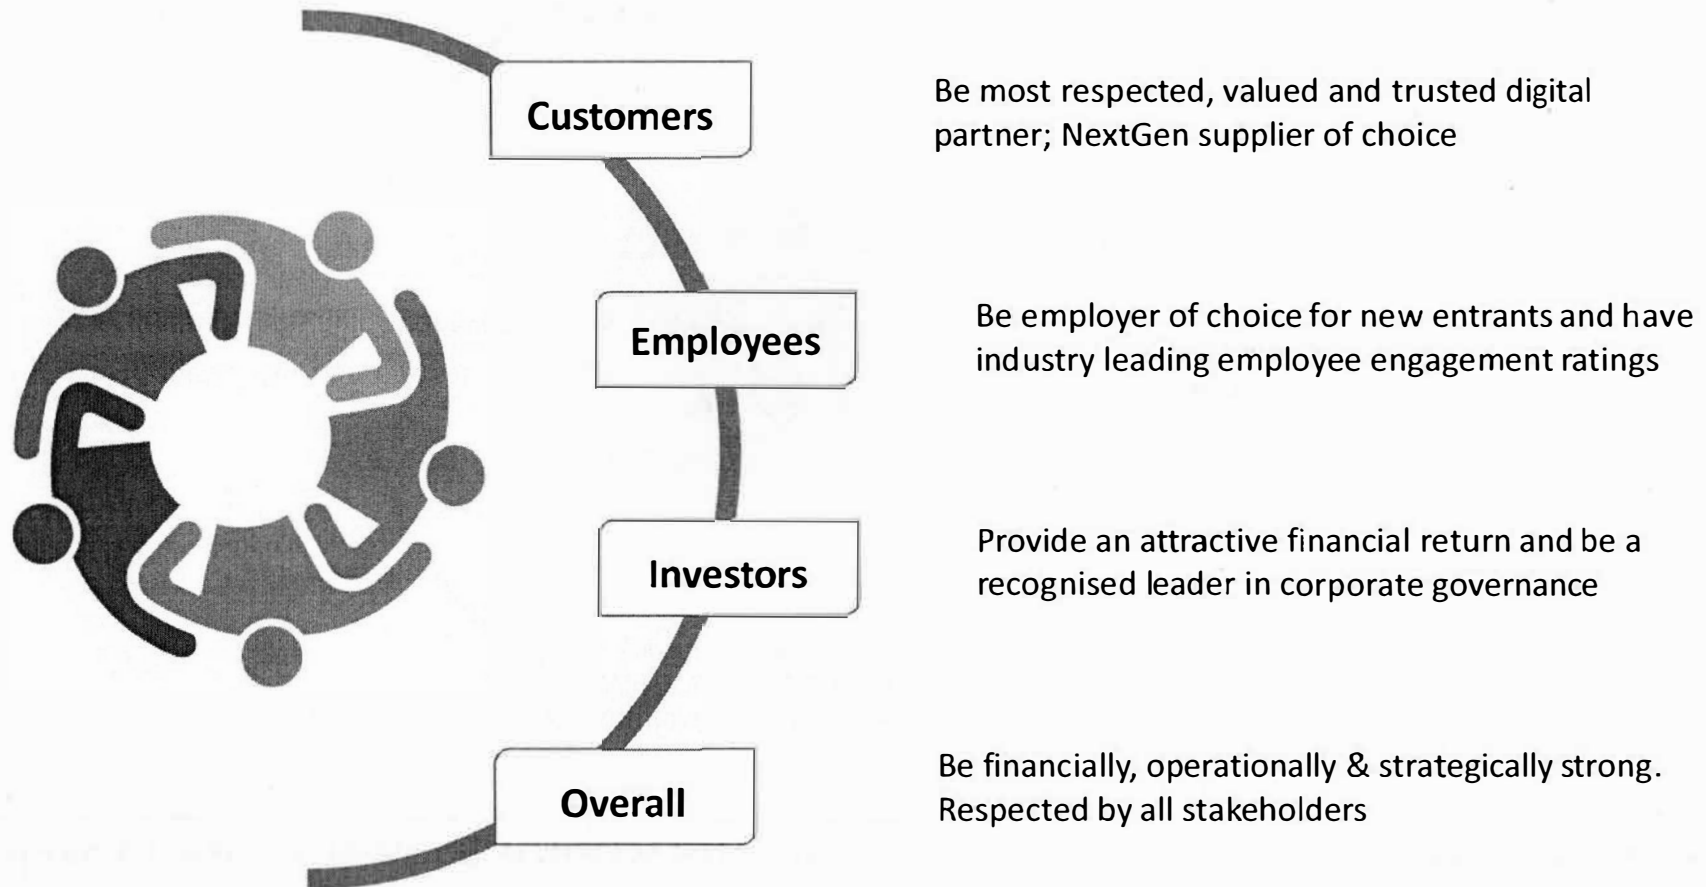 Customers
Be most respected, valued and trusted digital
partner; NextGen supplier of choice
Employees
Be employer of choice for new entrants and have
industry leading employee engagement ratings
Investors
Provide an attractive financial return and be a
recognised leader in corporate governance
Overall
Be financially, operationally & strategically strong.
Respected by all stakeholders